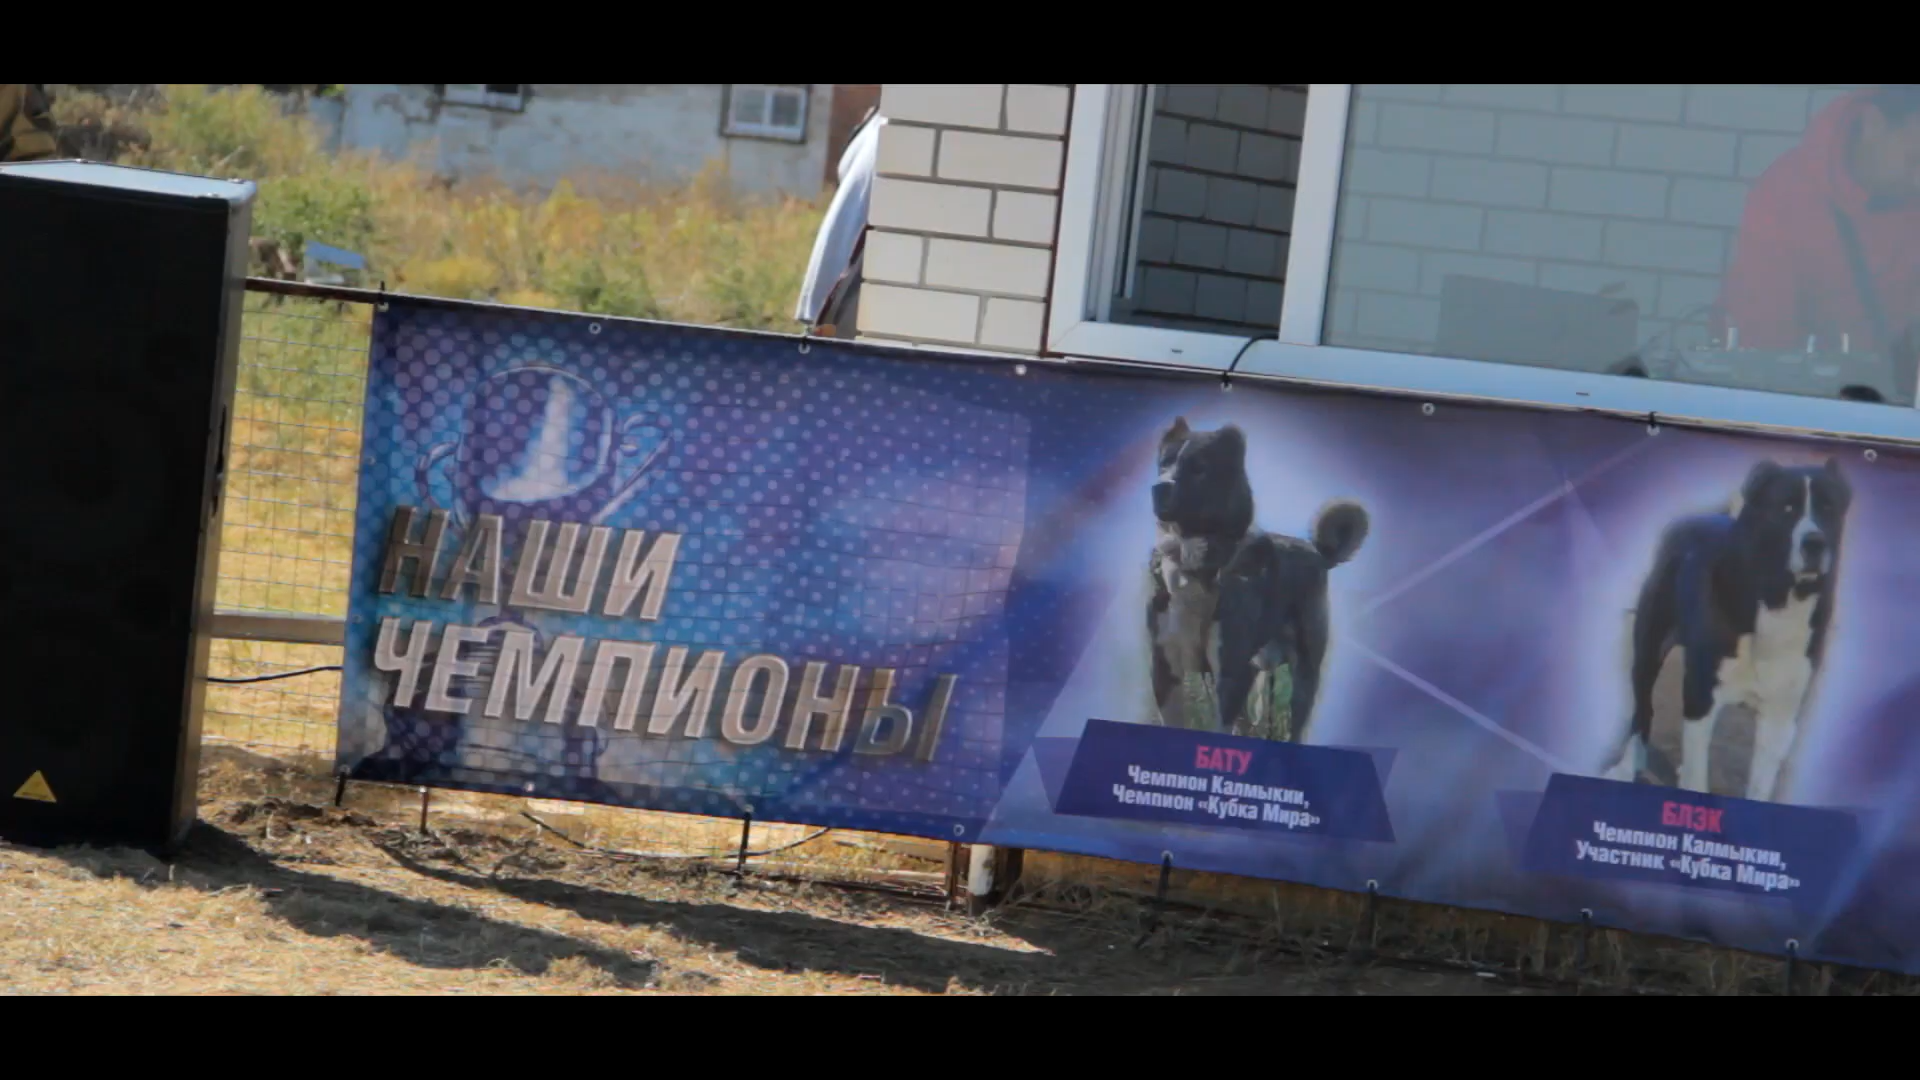 НАШИ
ЧЕМПИОНЫ
БАТУ
Чемпион Калмыкии,
Чемпион «Кубка Мира»
БЛЭК
Чемпион Калмыкии,
Участник «Кубка Мира»